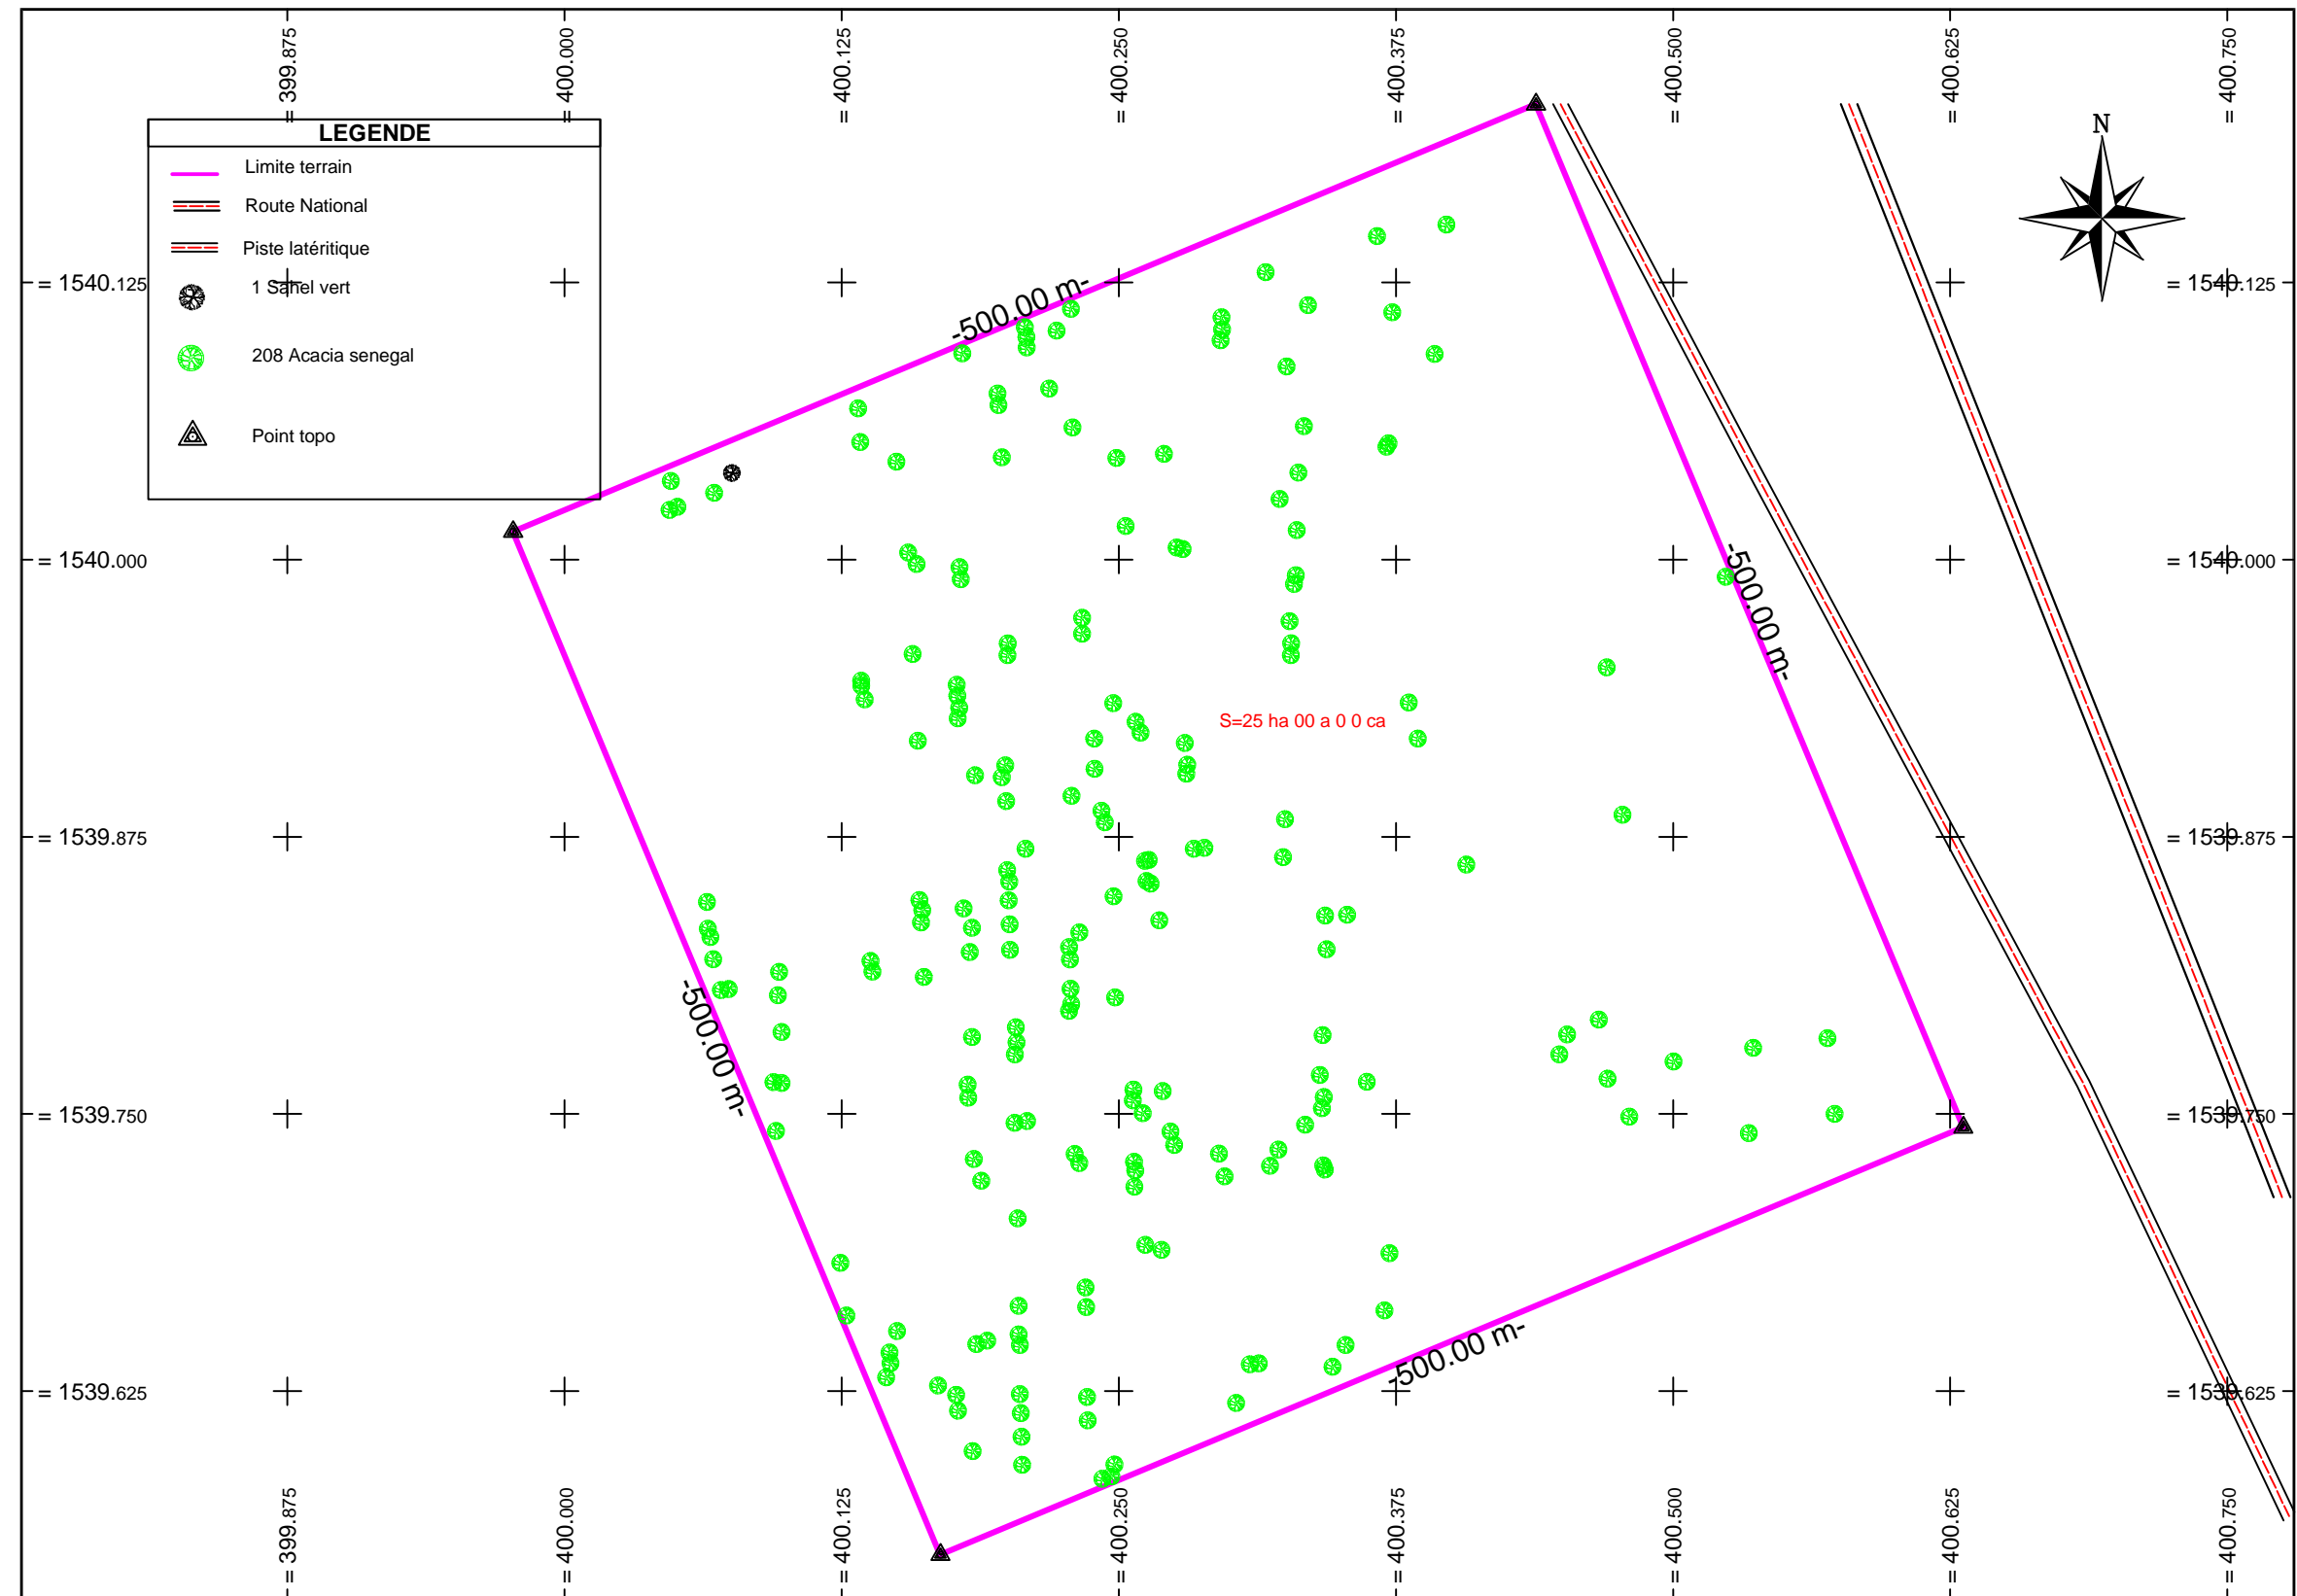 = 399.875
= 400.000
= 400.125
= 400.250
= 400.375
= 400.500
= 400.625
= 400.750
LEGENDE
Limite terrain
Route National
Piste latéritique
1 Sahel vert
208 Acacia senegal
Point topo
N
= 1540.125
= 1540.125
-500.00 m-
= 1540.000
= 1540.000
-500.00 m-
S=25 ha 00 a 0 0 ca
= 1539.875
= 1539.875
-500.00 m-
= 1539.750
= 1539.750
-500.00 m-
= 1539.625
= 1539.625
= 399.875
= 400.000
= 400.125
= 400.250
= 400.375
= 400.500
= 400.625
= 400.750